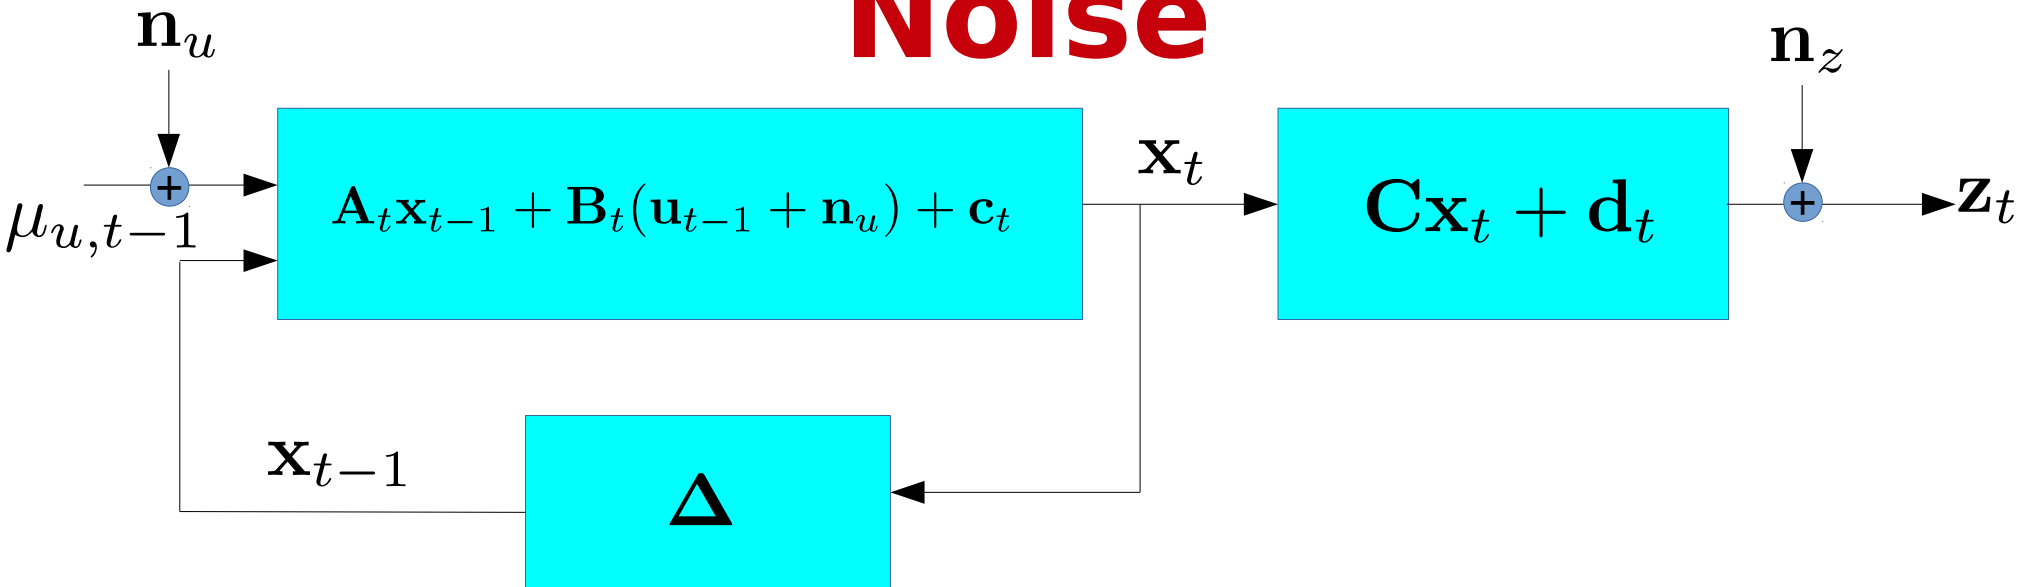 Noise
n_u
n_z
+
μ_{u,t−1}
A_t x_{t−1} + B_t(u_{t−1} + n_u) + c_t
x_t
Cx_t + d_t
+
z_t
x_{t−1}
Δ